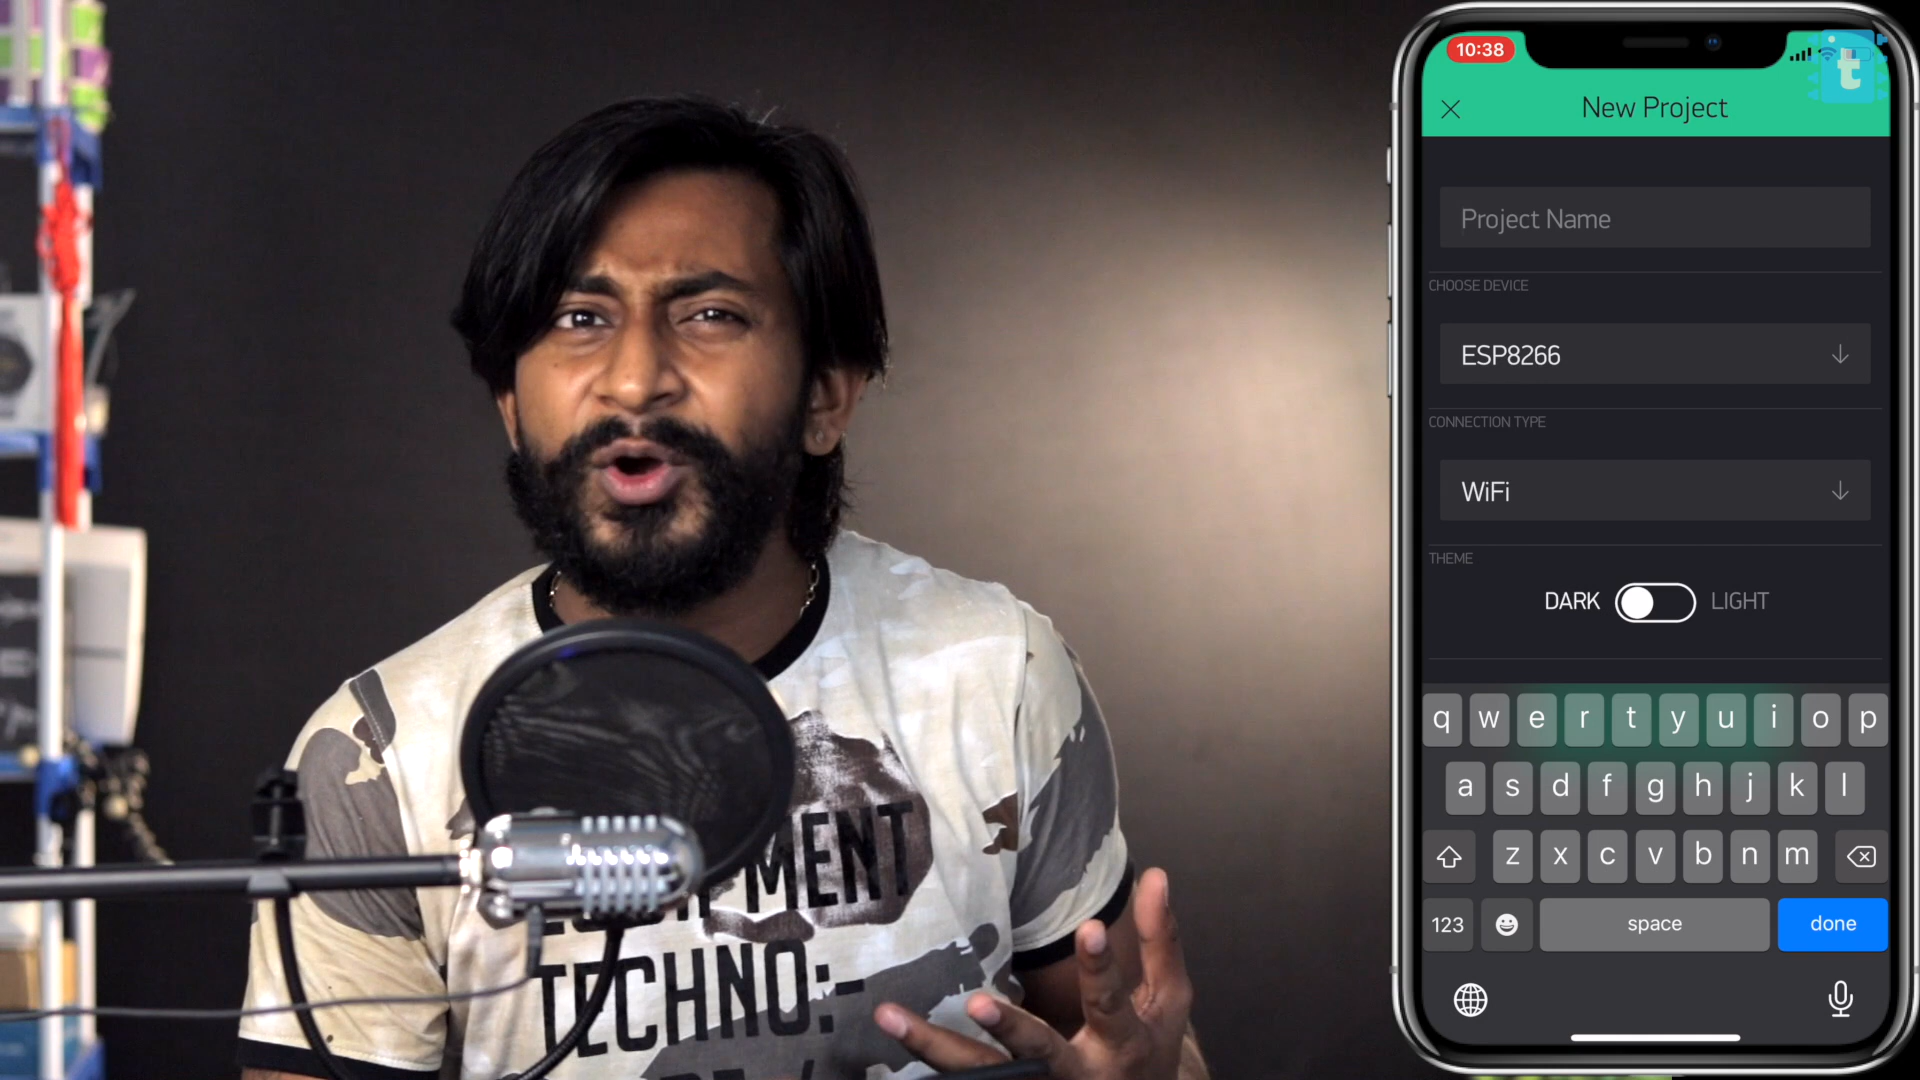 10:38
t
New Project
Project Name
CHOOSE DEVICE
ESP8266
CONNECTION TYPE
WiFi
THEME
DARK LIGHT
q w e r t y u i o p
a s d f g h j k l
z x c v b n m
123 space done
TECHNO:-